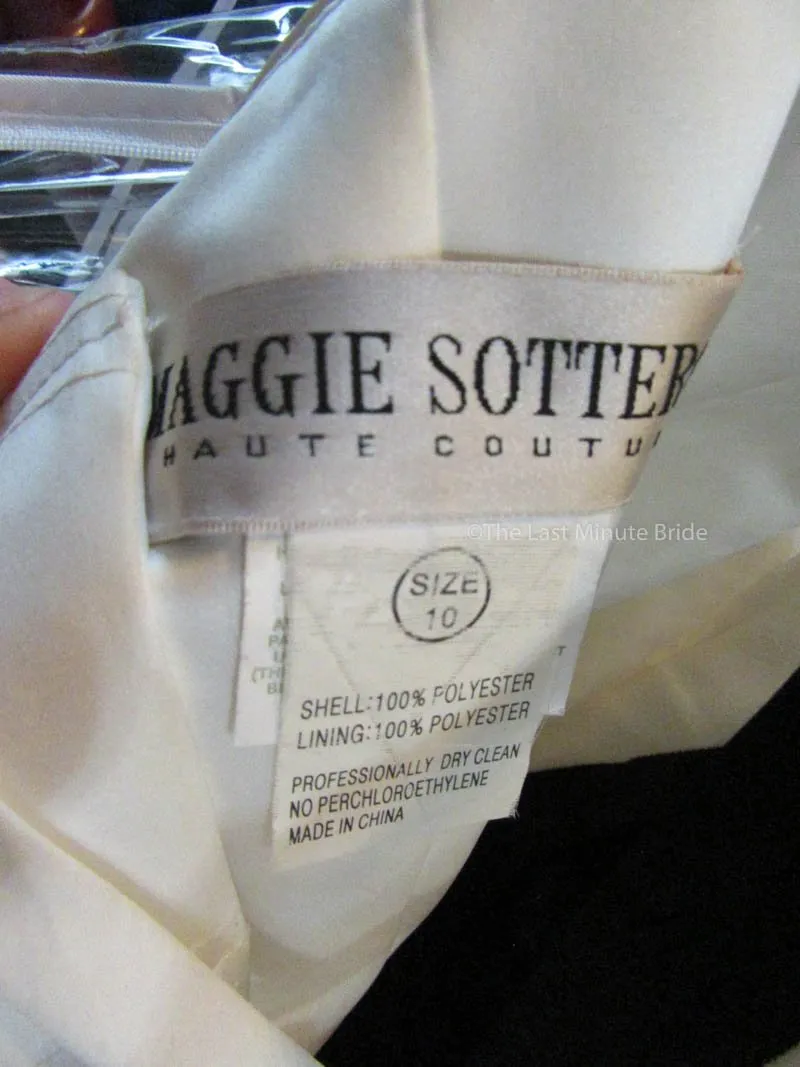 MAGGIE SOTTER
HAUTE COUTU
©The Last Minute Bride
SIZE
10
SHELL:100% POLYESTER
LINING:100% POLYESTER
PROFESSIONALLY DRY CLEAN
NO PERCHLOROETHYLENE
MADE IN CHINA